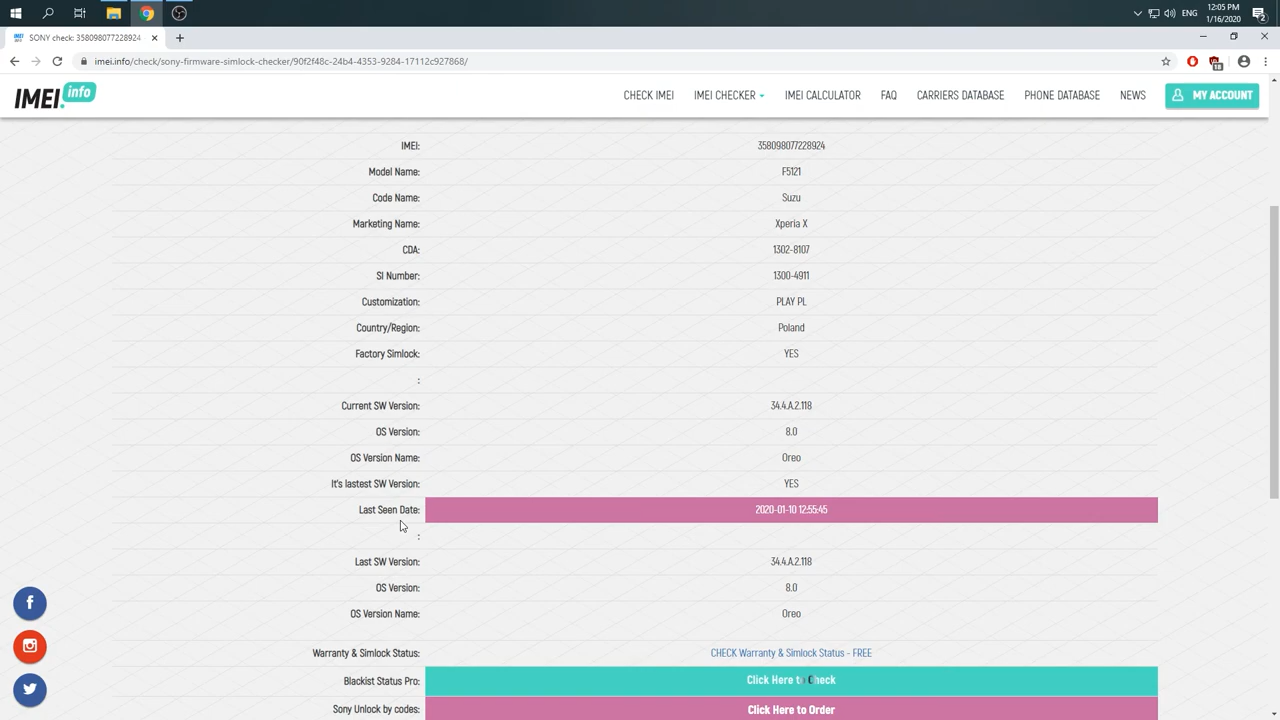 12:05 PM
ENG
1/16/2020
2
SONY check: 358098077228924
imei.info/check/sony-firmware-simlock-checker/90f2f48c-24b4-4353-9284-17112c927868/
18
IMEI.info
CHECK IMEI
IMEI CHECKER
IMEI CALCULATOR
FAQ
CARRIERS DATABASE
PHONE DATABASE
NEWS
MY ACCOUNT
IMEI: 358098077228924
Model Name: F5121
Code Name: Suzu
Marketing Name: Xperia X
CDA: 1302-8107
SI Number: 1300-4911
Customization: PLAY PL
Country/Region: Poland
Factory Simlock: YES
:
Current SW Version: 34.4.A.2.118
OS Version: 8.0
OS Version Name: Oreo
It's lastest SW Version: YES
Last Seen Date: 2020-01-10 12:55:45
:
Last SW Version: 34.4.A.2.118
OS Version: 8.0
OS Version Name: Oreo
Warranty & Simlock Status: CHECK Warranty & Simlock Status - FREE
Blackist Status Pro: Click Here to Check
Sony Unlock by codes: Click Here to Order